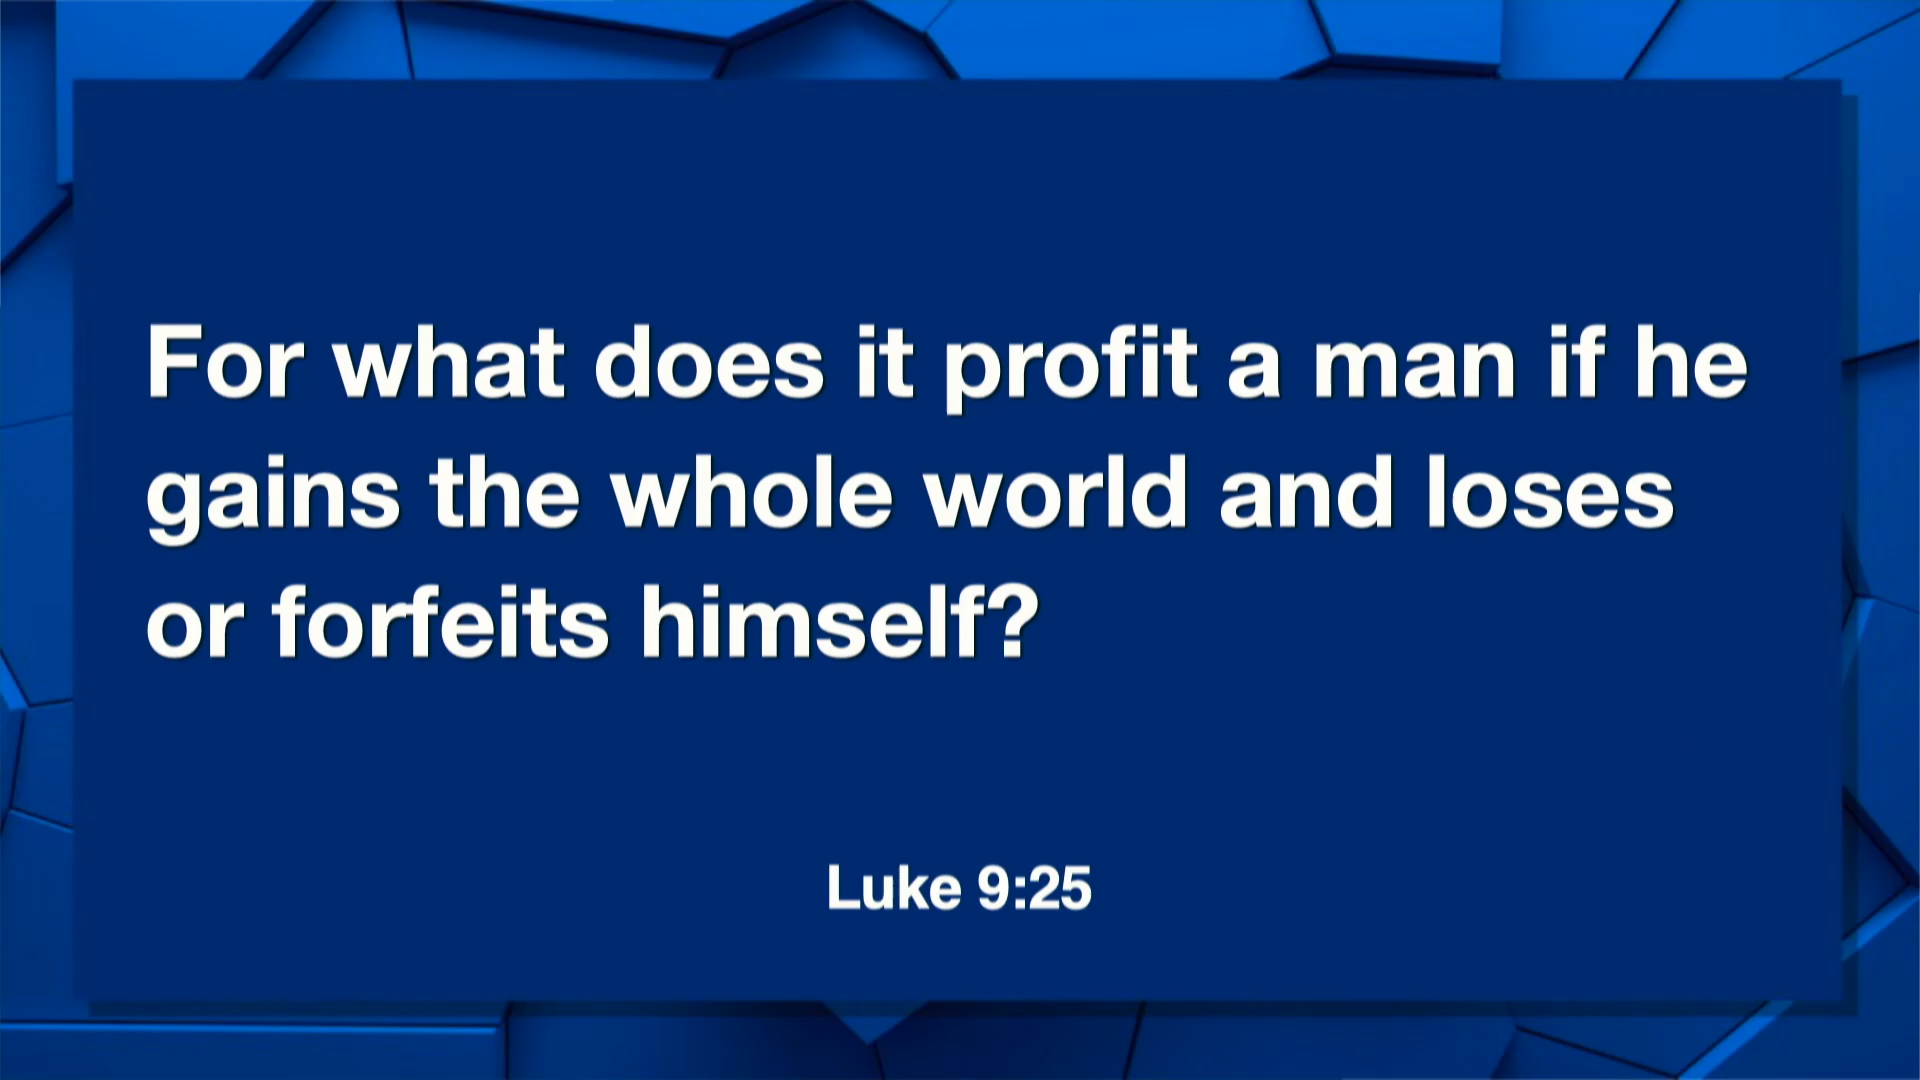 For what does it profit a man if he
gains the whole world and loses
or forfeits himself?
Luke 9:25